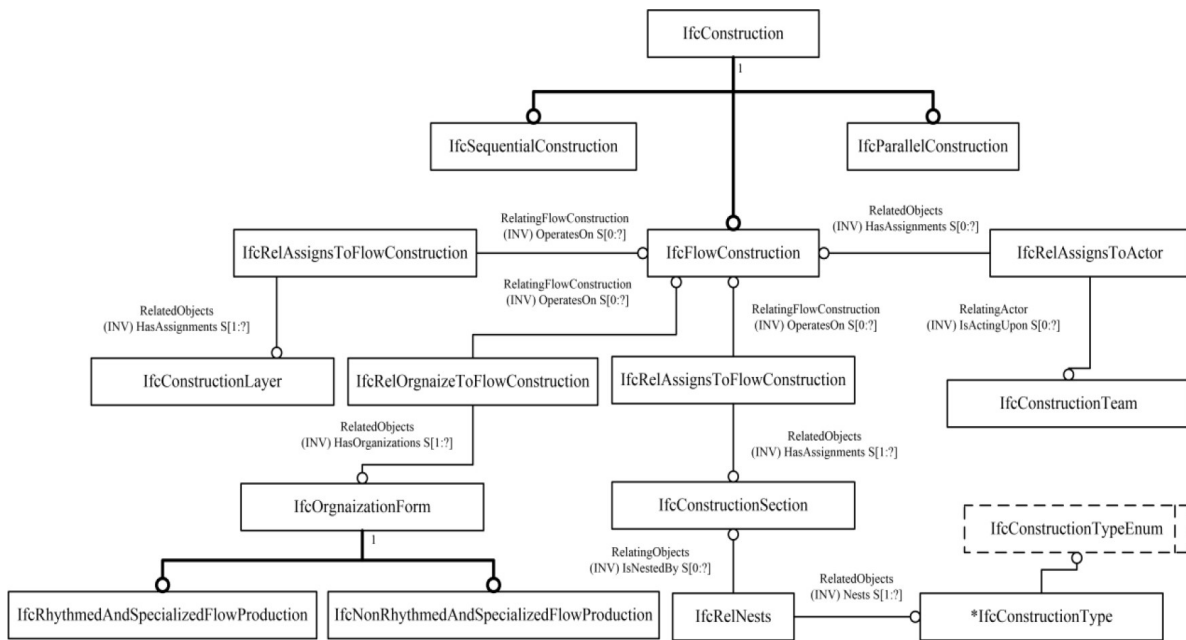 IfcConstruction
1
IfcSequentialConstruction
IfcParallelConstruction
RelatingFlowConstruction
(INV) OperatesOn S[0:?]
RelatedObjects
(INV) HasAssignments S[0:?]
IfcRelAssignsToFlowConstruction
IfcFlowConstruction
IfcRelAssignsToActor
RelatingFlowConstruction
(INV) OperatesOn S[0:?]
RelatedObjects
(INV) HasAssignments S[1:?]
RelatingFlowConstruction
(INV) OperatesOn S[0:?]
RelatingActor
(INV) IsActingUpon S[0:?]
IfcConstructionLayer
IfcRelOrgnaizeToFlowConstruction
IfcRelAssignsToFlowConstruction
IfcConstructionTeam
RelatedObjects
(INV) HasOrganizations S[1:?]
RelatedObjects
(INV) HasAssignments S[1:?]
IfcOrgnaizationForm
1
IfcConstructionSection
IfcConstructionTypeEnum
RelatingObjects
(INV) IsNestedBy S[0:?]
RelatedObjects
(INV) Nests S[1:?]
IfcRhythmedAndSpecializedFlowProduction
IfcNonRhythmedAndSpecializedFlowProduction
IfcRelNests
*IfcConstructionType